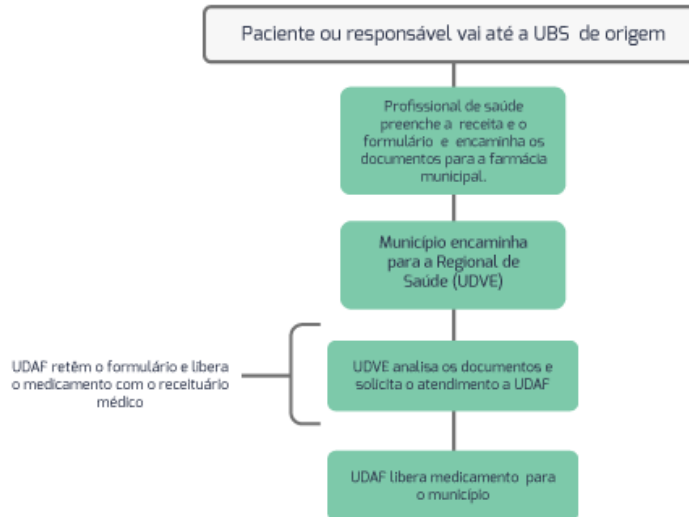 Paciente ou responsável vai até a UBS de origem
Profissional de saúde
preenche a receita e o
formulário e encaminha os
documentos para a farmácia
municipal.
Município encaminha
para a Regional de
Saúde (UDVE)
UDAF retêm o formulário e libera
o medicamento com o receituário
médico
UDVE analisa os documentos e
solicita o atendimento a UDAF
UDAF libera medicamento para
o município